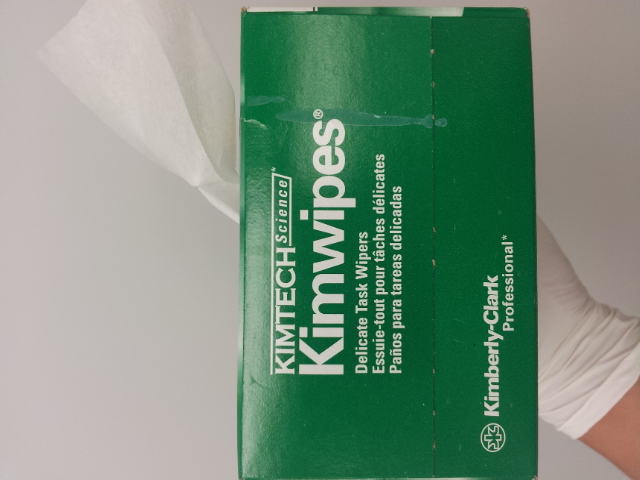 KIMTECH Science*
Kimwipes®
Delicate Task Wipers
Essuie-tout pour tâches délicates
Paños para tareas delicadas
Kimberly-Clark
Professional*